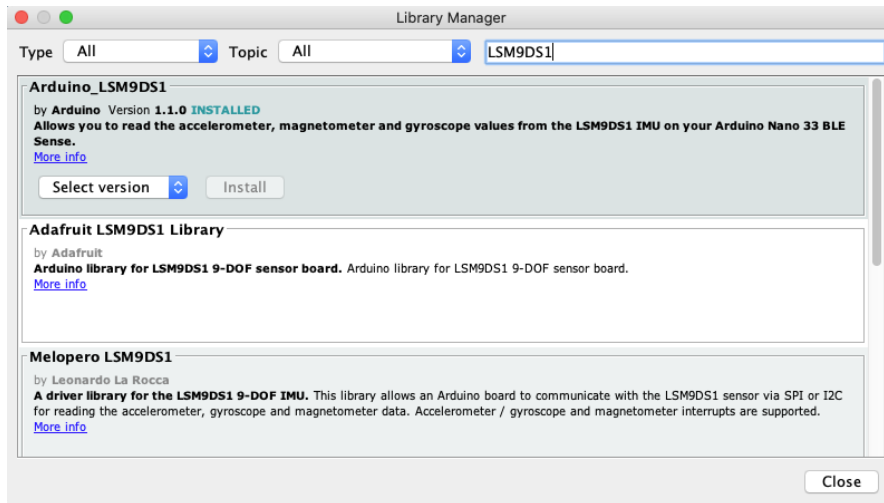 Library Manager
Type All Topic All LSM9DS1
Arduino_LSM9DS1
by Arduino Version 1.1.0 INSTALLED
Allows you to read the accelerometer, magnetometer and gyroscope values from the LSM9DS1 IMU on your Arduino Nano 33 BLE
Sense.
More info
Select version Install
Adafruit LSM9DS1 Library
by Adafruit
Arduino library for LSM9DS1 9-DOF sensor board. Arduino library for LSM9DS1 9-DOF sensor board.
More info
Melopero LSM9DS1
by Leonardo La Rocca
A driver library for the LSM9DS1 9-DOF IMU. This library allows an Arduino board to communicate with the LSM9DS1 sensor via SPI or I2C
for reading the accelerometer, gyroscope and magnetometer data. Accelerometer / gyroscope and magnetometer interrupts are supported.
More info
Close